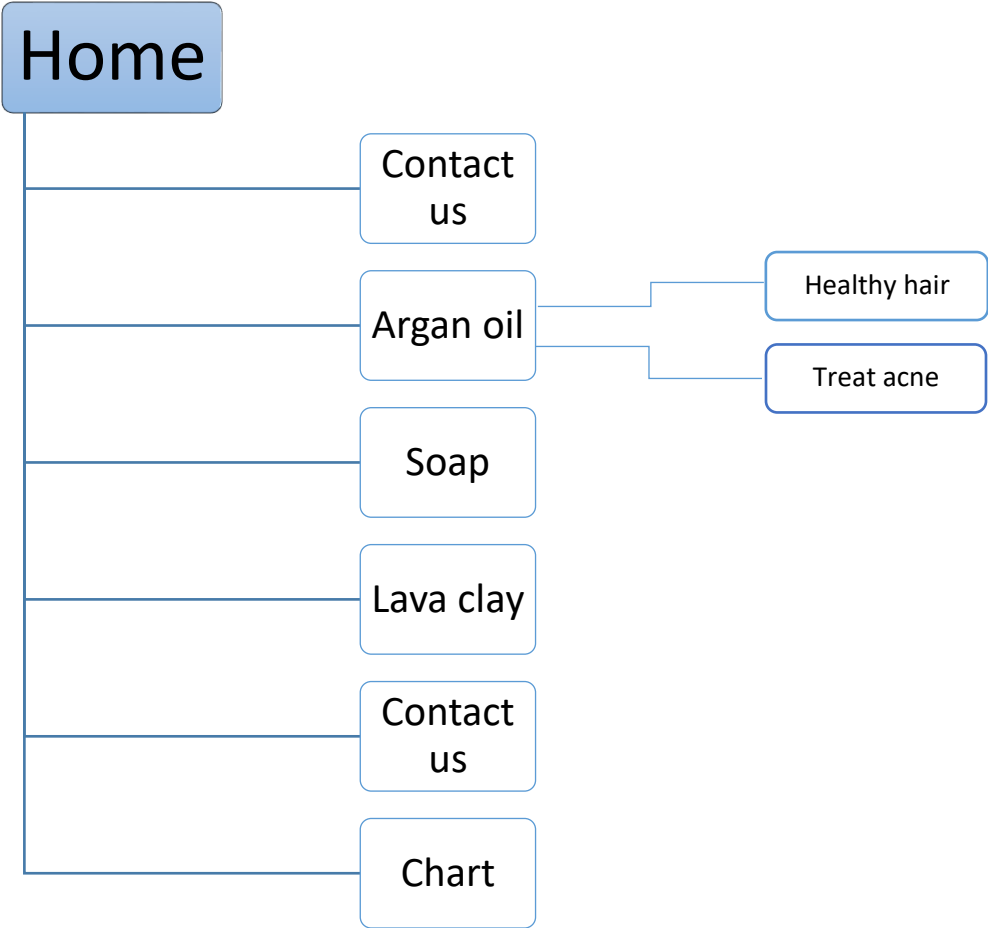 Home
Contact
us
Argan oil
Healthy hair
Treat acne
Soap
Lava clay
Contact
us
Chart